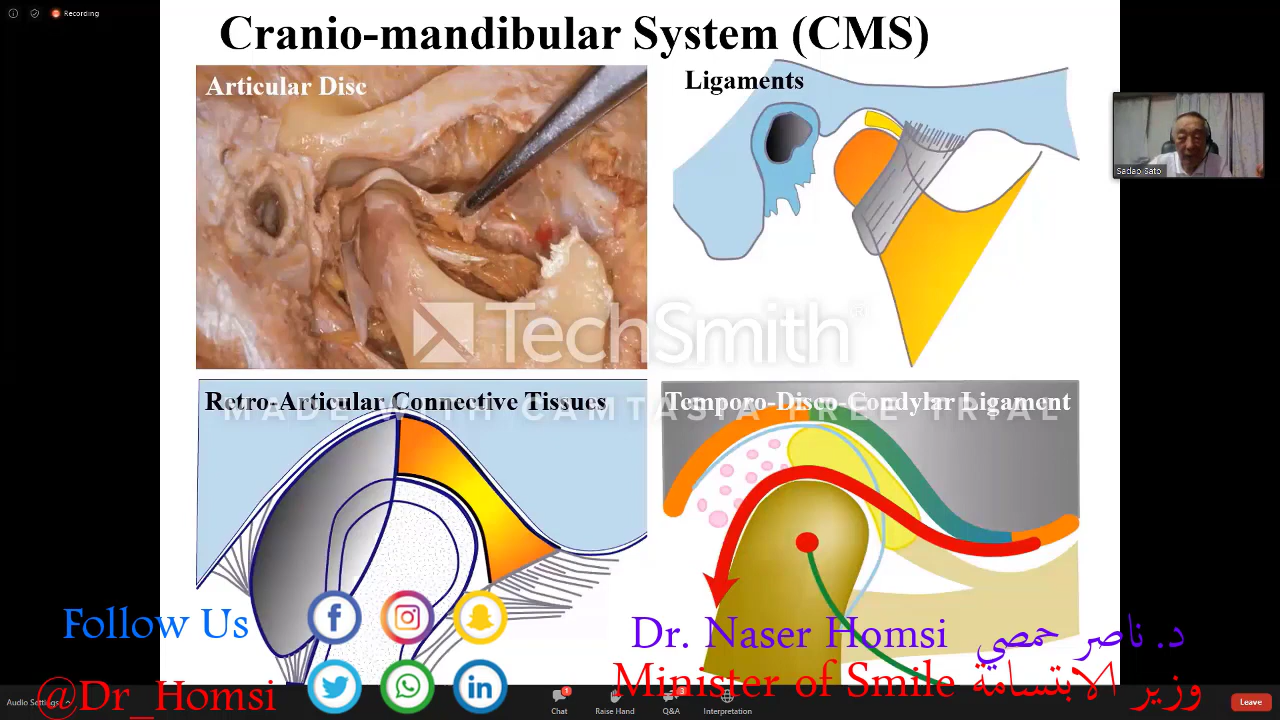 Recording
Cranio-mandibular System (CMS)
Articular Disc
Ligaments
Sadao Sato
TechSmith®
Retro-Articular Connective Tissues
Temporo-Disco-Condylar Ligament
MADE WITH CAMTASIA FREE TRIAL
Follow Us
Dr. Naser Homsi د. ناصر حمصي
Minister of Smile وزير الابتسامة
@Dr_Homsi
Audio Settings
Chat 1
Raise Hand
Q&A 3
Interpretation
Leave